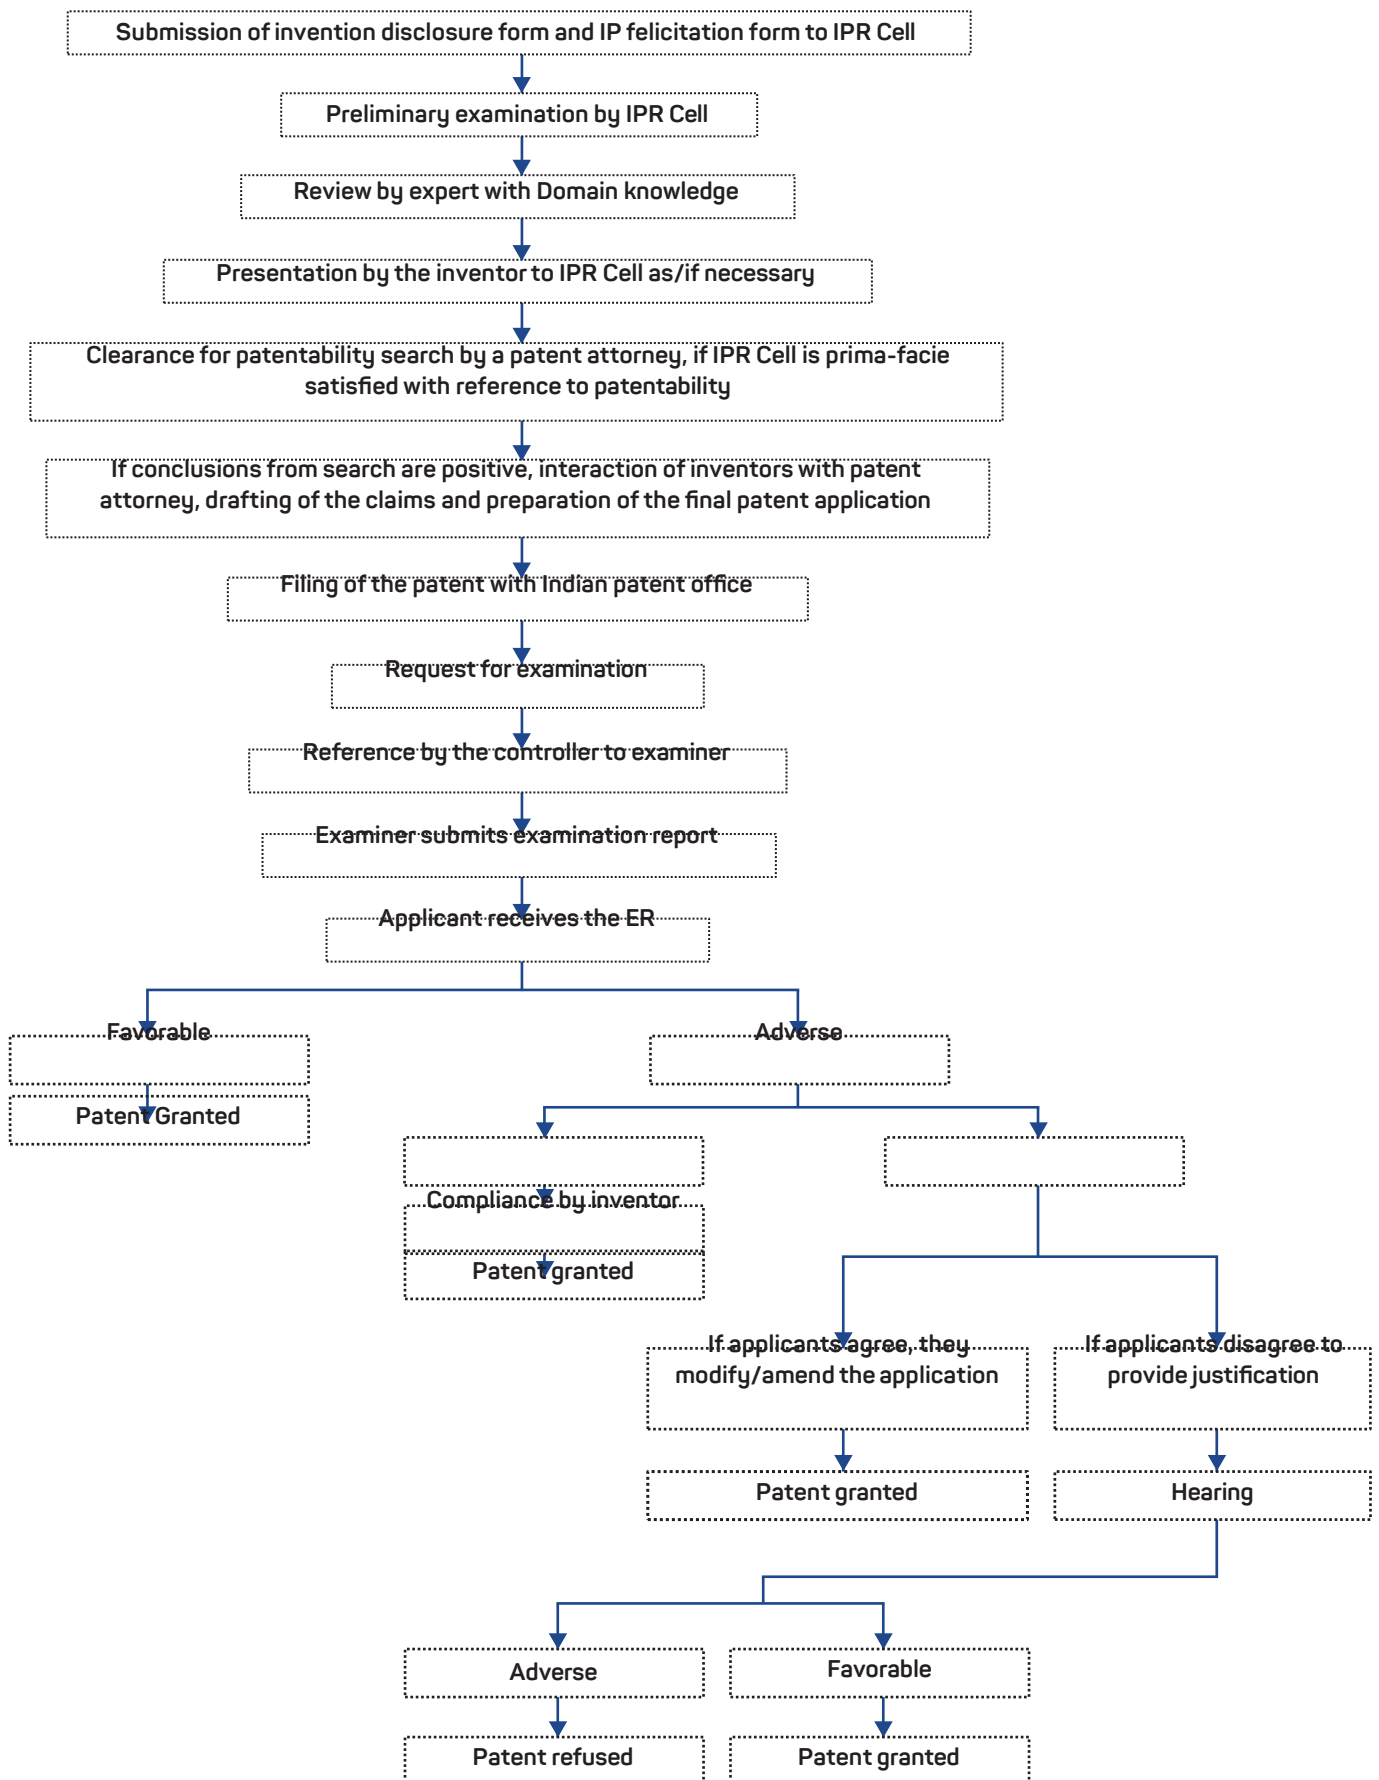 Submission of invention disclosure form and IP felicitation form to IPR Cell
Preliminary examination by IPR Cell
Review by expert with Domain knowledge
Presentation by the inventor to IPR Cell as/if necessary
Clearance for patentability search by a patent attorney, if IPR Cell is prima-facie
satisfied with reference to patentability
If conclusions from search are positive, interaction of inventors with patent
attorney, drafting of the claims and preparation of the final patent application
Filing of the patent with Indian patent office
Request for examination
Reference by the controller to examiner
Examiner submits examination report
Applicant receives the ER
Favorable
Adverse
Patent Granted
Compliance by inventor
Patent granted
If applicants agree, they
modify/amend the application
If applicants disagree to
provide justification
Patent granted
Hearing
Adverse
Favorable
Patent refused
Patent granted